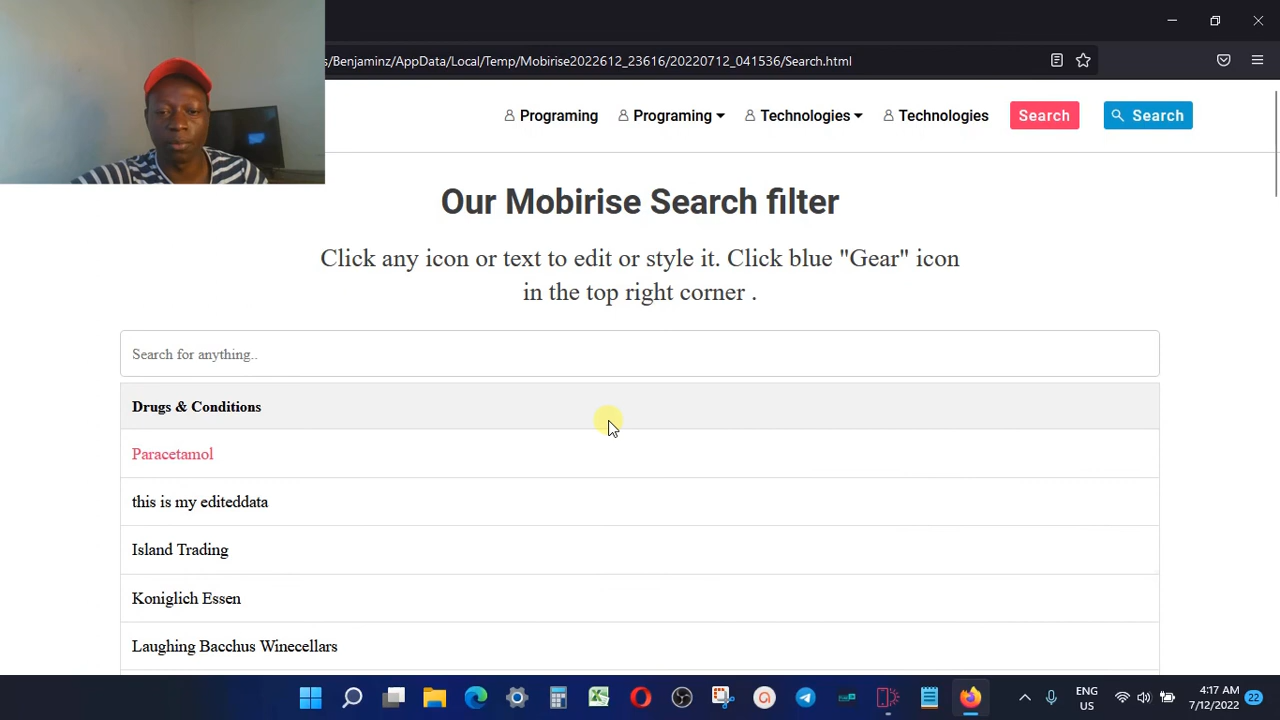 s/Benjaminz/AppData/Local/Temp/Mobirise2022612_23616/20220712_041536/Search.html
Programing Programing Technologies Technologies Search Search
Our Mobirise Search filter
Click any icon or text to edit or style it. Click blue "Gear" icon
in the top right corner .
Search for anything..
Drugs & Conditions
Paracetamol
this is my editeddata
Island Trading
Koniglich Essen
Laughing Bacchus Winecellars
ENG
US
4:17 AM
7/12/2022
22